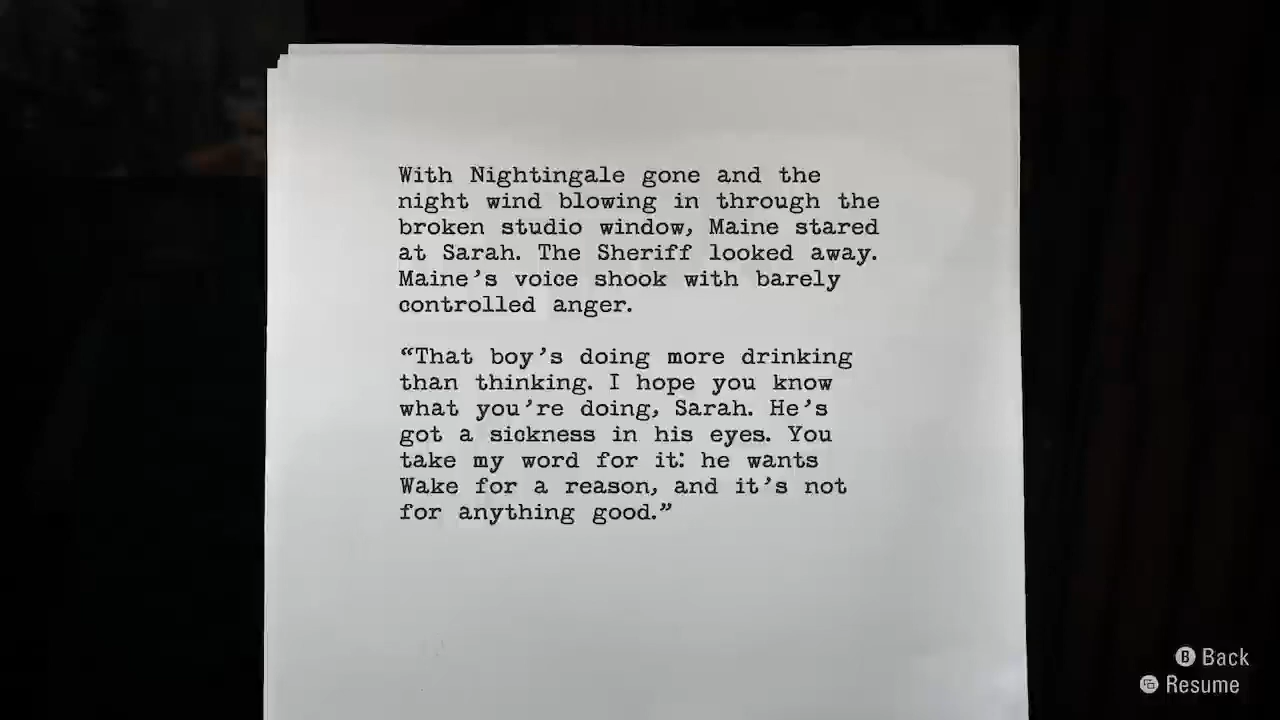 With Nightingale gone and the
night wind blowing in through the
broken studio window, Maine stared
at Sarah. The Sheriff looked away.
Maine’s voice shook with barely
controlled anger.
“That boy’s doing more drinking
than thinking. I hope you know
what you’re doing, Sarah. He’s
got a sickness in his eyes. You
take my word for it: he wants
Wake for a reason, and it’s not
for anything good.”
B Back
Resume